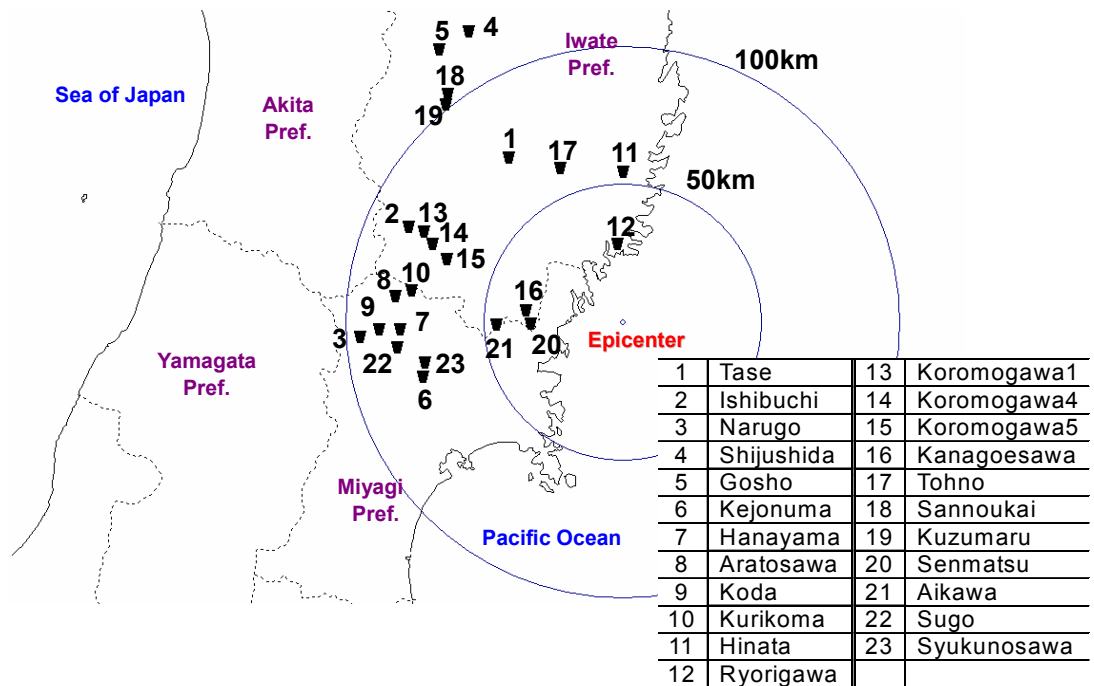 5
4
Iwate
Pref.
100km
18
Sea of Japan
Akita
Pref.
19
1
17
11
50km
2
13
12
14
15
8
10
16
9
7
3
Epicenter
21
20
Yamagata
Pref.
22
23
6
Miyagi
Pref.
Pacific Ocean
1 Tase 13 Koromogawa1
2 Ishibuchi 14 Koromogawa4
3 Narugo 15 Koromogawa5
4 Shijushida 16 Kanagoesawa
5 Gosho 17 Tohno
6 Kejonuma 18 Sannoukai
7 Hanayama 19 Kuzumaru
8 Aratosawa 20 Senmatsu
9 Koda 21 Aikawa
10 Kurikoma 22 Sugo
11 Hinata 23 Syukunosawa
12 Ryorigawa